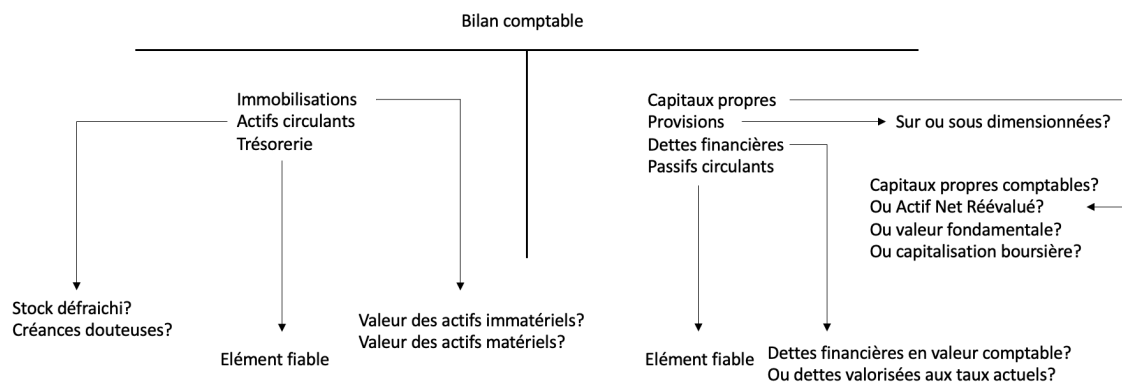 Bilan comptable
Immobilisations
Actifs circulants
Trésorerie
Stock défraichi?
Créances douteuses?
Elément fiable
Valeur des actifs immatériels?
Valeur des actifs matériels?
Capitaux propres
Provisions
Dettes financières
Passifs circulants
Sur ou sous dimensionnées?
Capitaux propres comptables?
Ou Actif Net Réévalué?
Ou valeur fondamentale?
Ou capitalisation boursière?
Elément fiable
Dettes financières en valeur comptable?
Ou dettes valorisées aux taux actuels?